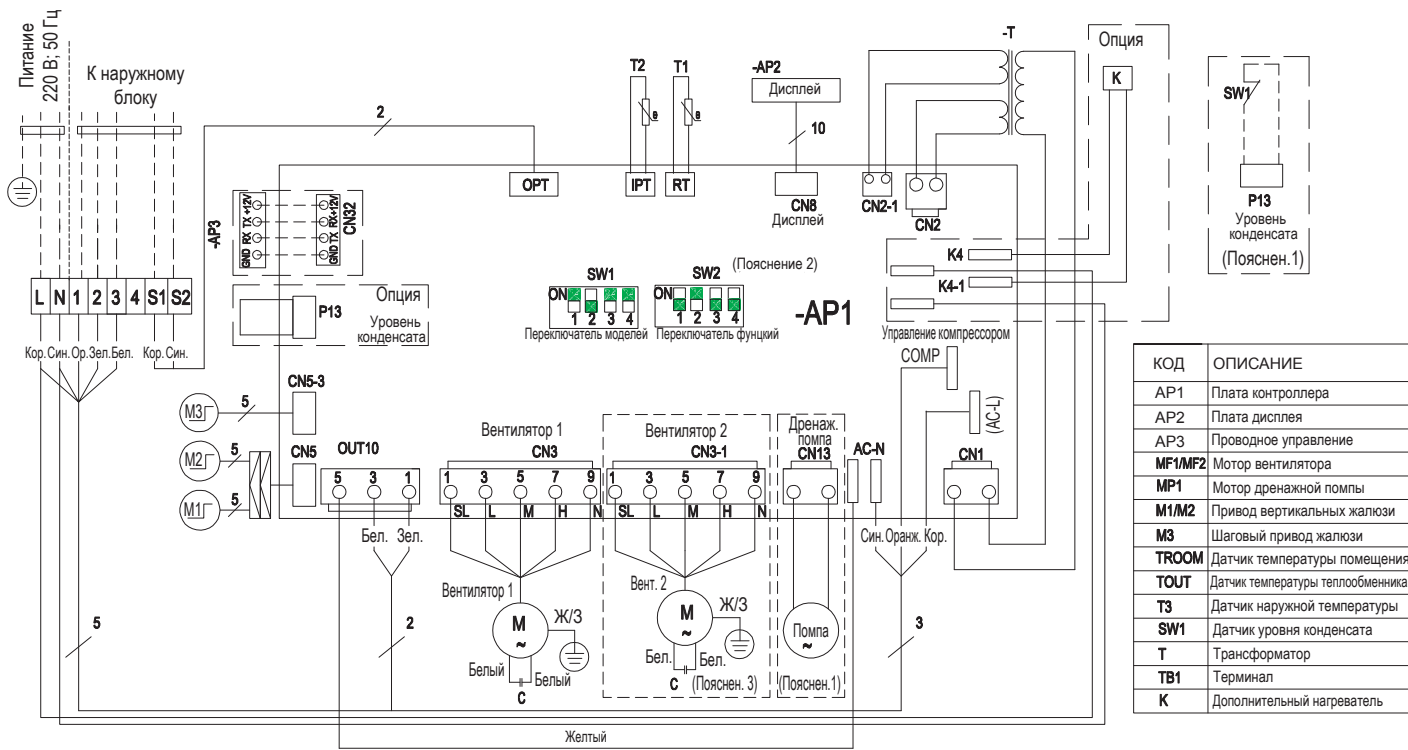 Питание
220 В; 50 Гц
К наружному
блоку
2
T2
T1
-AP2
Дисплей
10
-T
Опция
K
SW1
P13
Уровень
конденсата
(Пояснен.1)
OPT
IPT
RT
CN8
Дисплей
CN2-1
CN2
-AP3
GND RX TX +12V
GND TX RX +12V
CN32
K4
K4-1
L N 1 2 3 4 S1 S2
Кор. Син. Ор. Зел. Бел. Кор. Син.
P13
Опция
Уровень
конденсата
SW1
ON
1 2 3 4
Переключатель моделей
SW2
ON
1 2 3 4
Переключатель фунцкий
(Пояснение 2)
-AP1
Управление компрессором
COMP
(AC-L)
M3
5
CN5-3
M2
5
CN5
M1
5
OUT10
5 3 1
Бел. Зел.
Вентилятор 1
CN3
1 3 5 7 9
SL L M H N
Вентилятор 2
CN3-1
1 3 5 7 9
SL L M H N
Дренаж.
помпа
CN13
AC-N
CN1
Син. Оранж. Кор.
Вентилятор 1
M
~
Ж/З
Белый
Белый
C
Вент. 2
M
~
Ж/З
Бел.
Бел.
C
(Пояснен. 3)
Помпа
~
(Пояснен.1)
5
2
3
Желтый
КОД ОПИСАНИЕ
AP1 Плата контроллера
AP2 Плата дисплея
AP3 Проводное управление
MF1/MF2 Мотор вентилятора
MP1 Мотор дренажной помпы
M1/M2 Привод вертикальных жалюзи
M3 Шаговый привод жалюзи
TROOM Датчик температуры помещения
TOUT Датчик температуры теплообменника
T3 Датчик наружной температуры
SW1 Датчик уровня конденсата
T Трансформатор
TB1 Терминал
K Дополнительный нагреватель